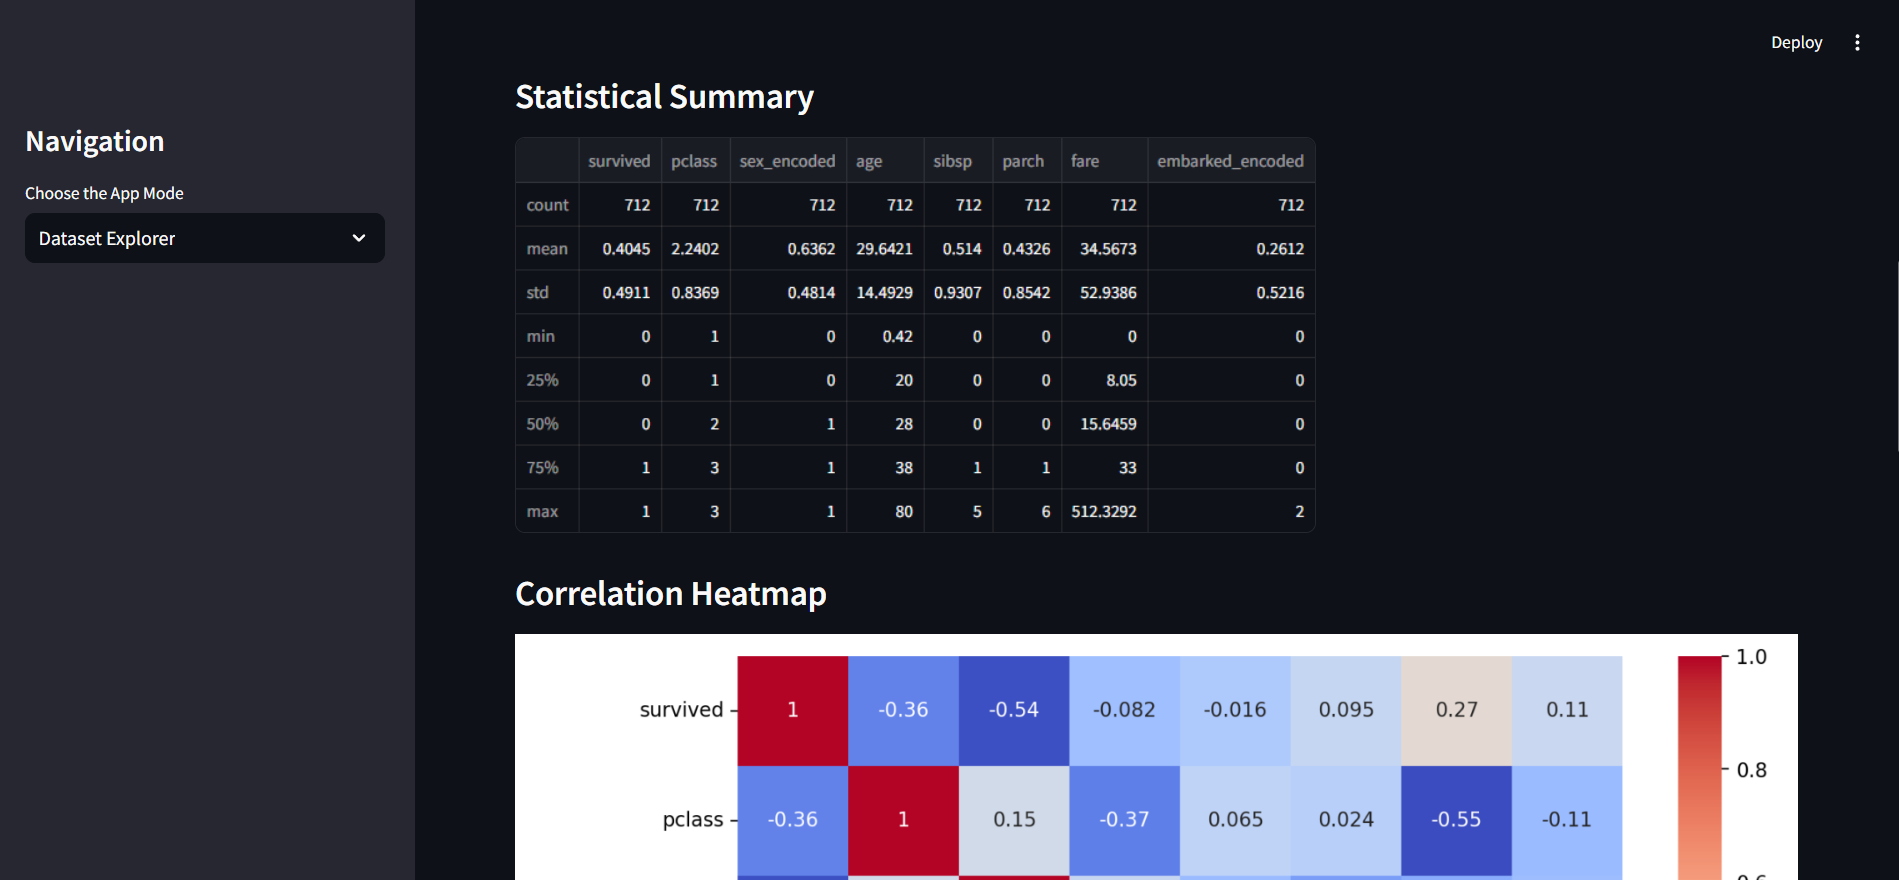 Deploy
Navigation
Choose the App Mode
Dataset Explorer
Statistical Summary
survived pclass sex_encoded age sibsp parch fare embarked_encoded
count 712 712 712 712 712 712 712 712
mean 0.4045 2.2402 0.6362 29.6421 0.514 0.4326 34.5673 0.2612
std 0.4911 0.8369 0.4814 14.4929 0.9307 0.8542 52.9386 0.5216
min 0 1 0 0.42 0 0 0 0
25% 0 1 0 20 0 0 8.05 0
50% 0 2 1 28 0 0 15.6459 0
75% 1 3 1 38 1 1 33 0
max 1 3 1 80 5 6 512.3292 2
Correlation Heatmap
survived 1 -0.36 -0.54 -0.082 -0.016 0.095 0.27 0.11
pclass -0.36 1 0.15 -0.37 0.065 0.024 -0.55 -0.11
1.0
0.8